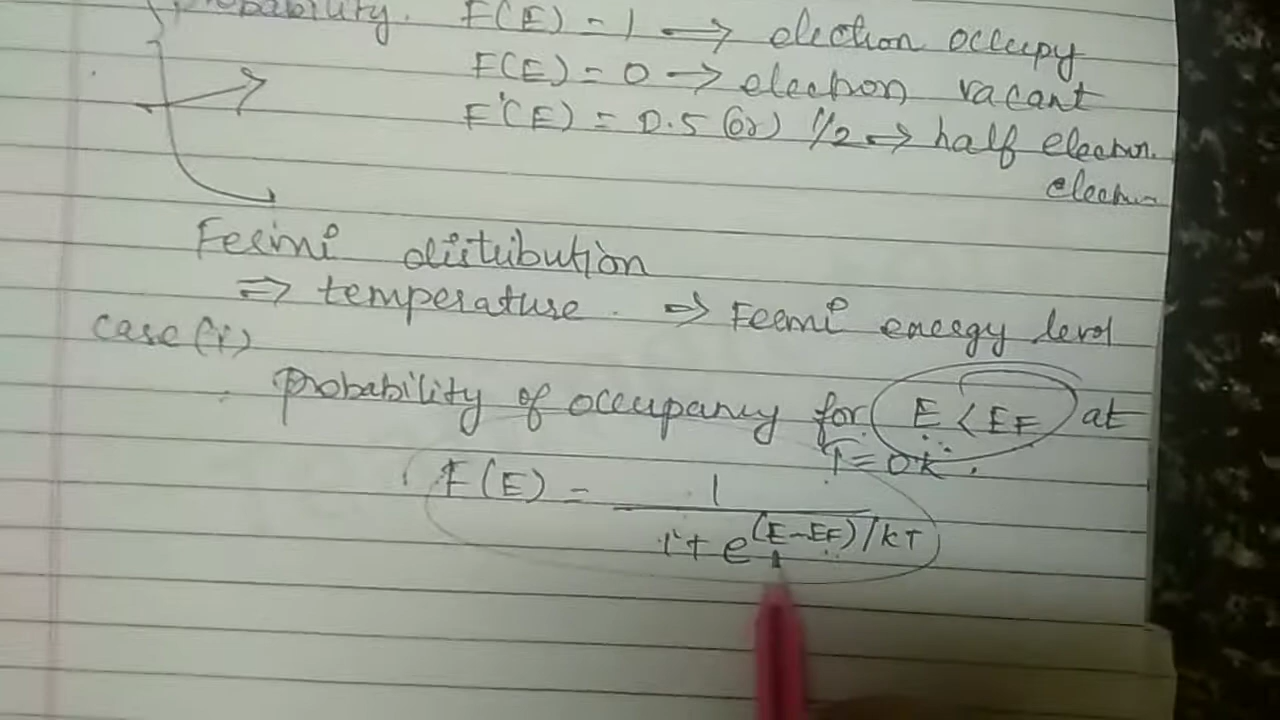 probability. F(E) = 1 → electron occupy
F(E) = 0 → electron vacant
F(E) = 0.5 (or) 1/2 → half electron.
electron
Fermi distribution
⇒ temperature. ⇒ Fermi energy level
case(i)
probability of occupancy for E < EF at
T = 0K.
F(E) = 1 / 1 + e^(E-EF)/kT